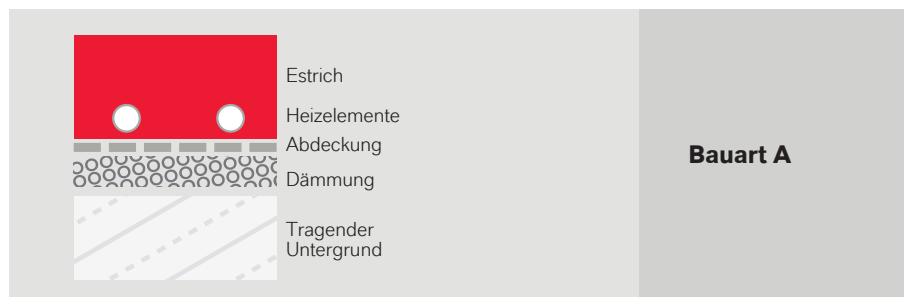 Estrich
Heizelemente
Abdeckung
Dämmung
Tragender
Untergrund
Bauart A